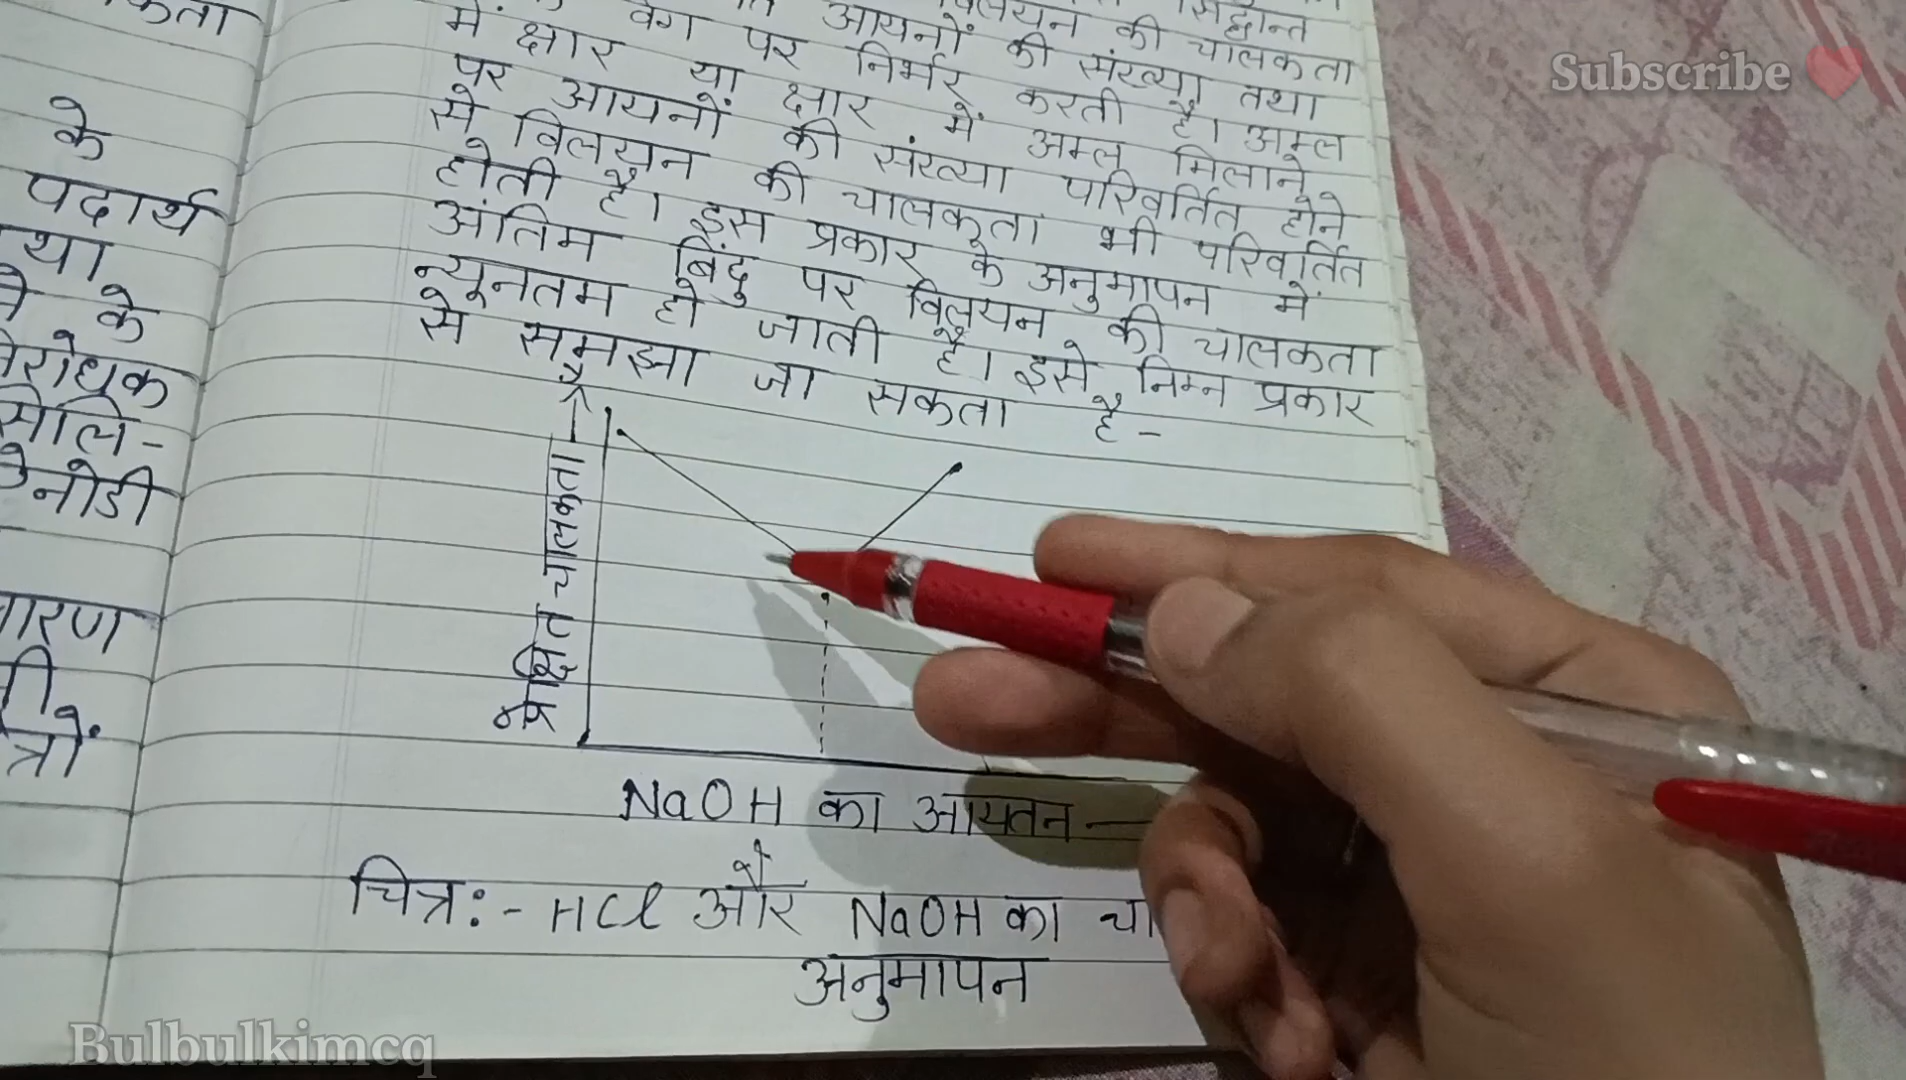 कता
के
पदार्थ
था
ने के
रोधक
सेलि-
नोडी
ारण
त्रों
सिद्धान्त
विलयन की चालकता
आयनों की संख्या तथा
वेग पर निर्भर करती है। अम्ल
में क्षार या क्षार में अम्ल मिलाने
पर आयनों की संख्या परिवर्तित होने
से विलयन की चालकता भी परिवर्तित
होती है। इस प्रकार के अनुमापन में
अंतिम बिंदु पर विलयन की चालकता
न्यूनतम हो जाती है। इसे निम्न प्रकार
से समझा जा सकता है -
प्रेक्षित चालकता
NaOH का आयतन
चित्र:- HCl और NaOH का चा
अनुमापन
Subscribe
Bulbulkimcq